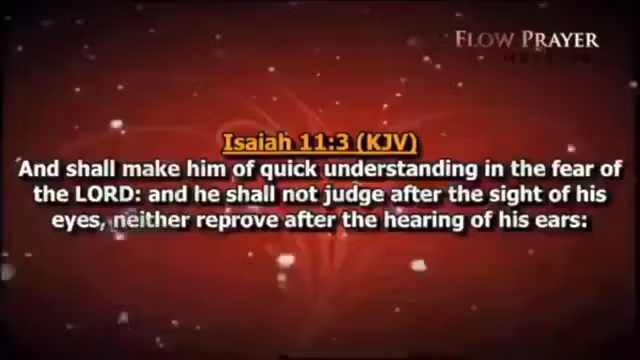 FLOW PRAYER
Isaiah 11:3 (KJV)
And shall make him of quick understanding in the fear of
the LORD: and he shall not judge after the sight of his
eyes, neither reprove after the hearing of his ears: